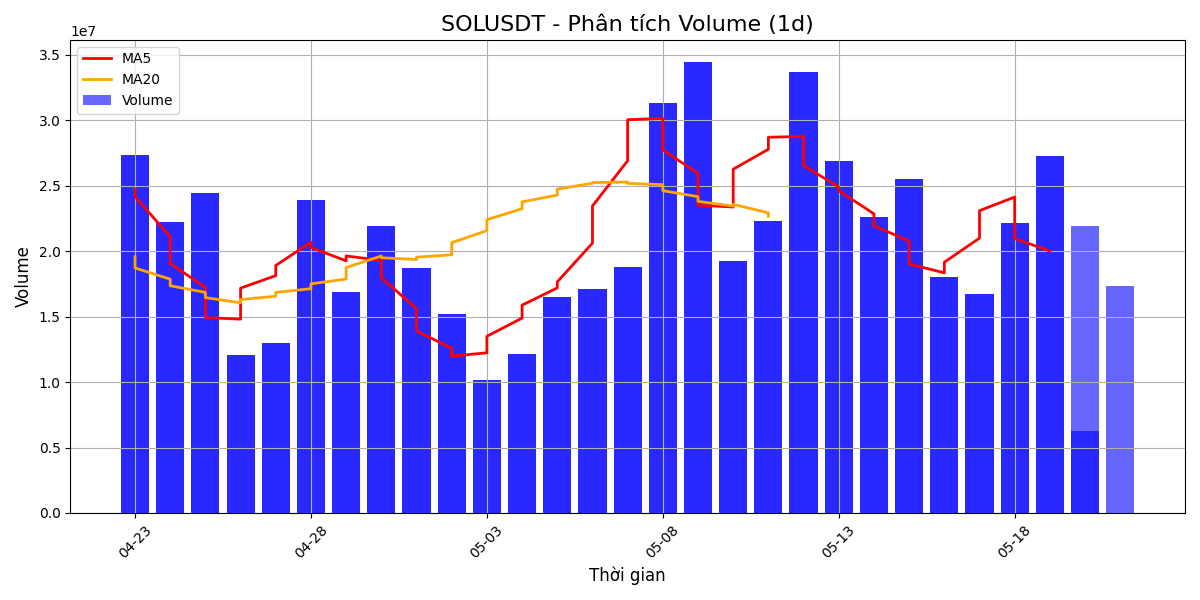 SOLUSDT - Phân tích Volume (1d)
1e7
MA5
MA20
Volume
3.5
3.0
2.5
2.0
1.5
1.0
0.5
0.0
Volume
04-23
04-28
05-03
05-08
05-13
05-18
Thời gian